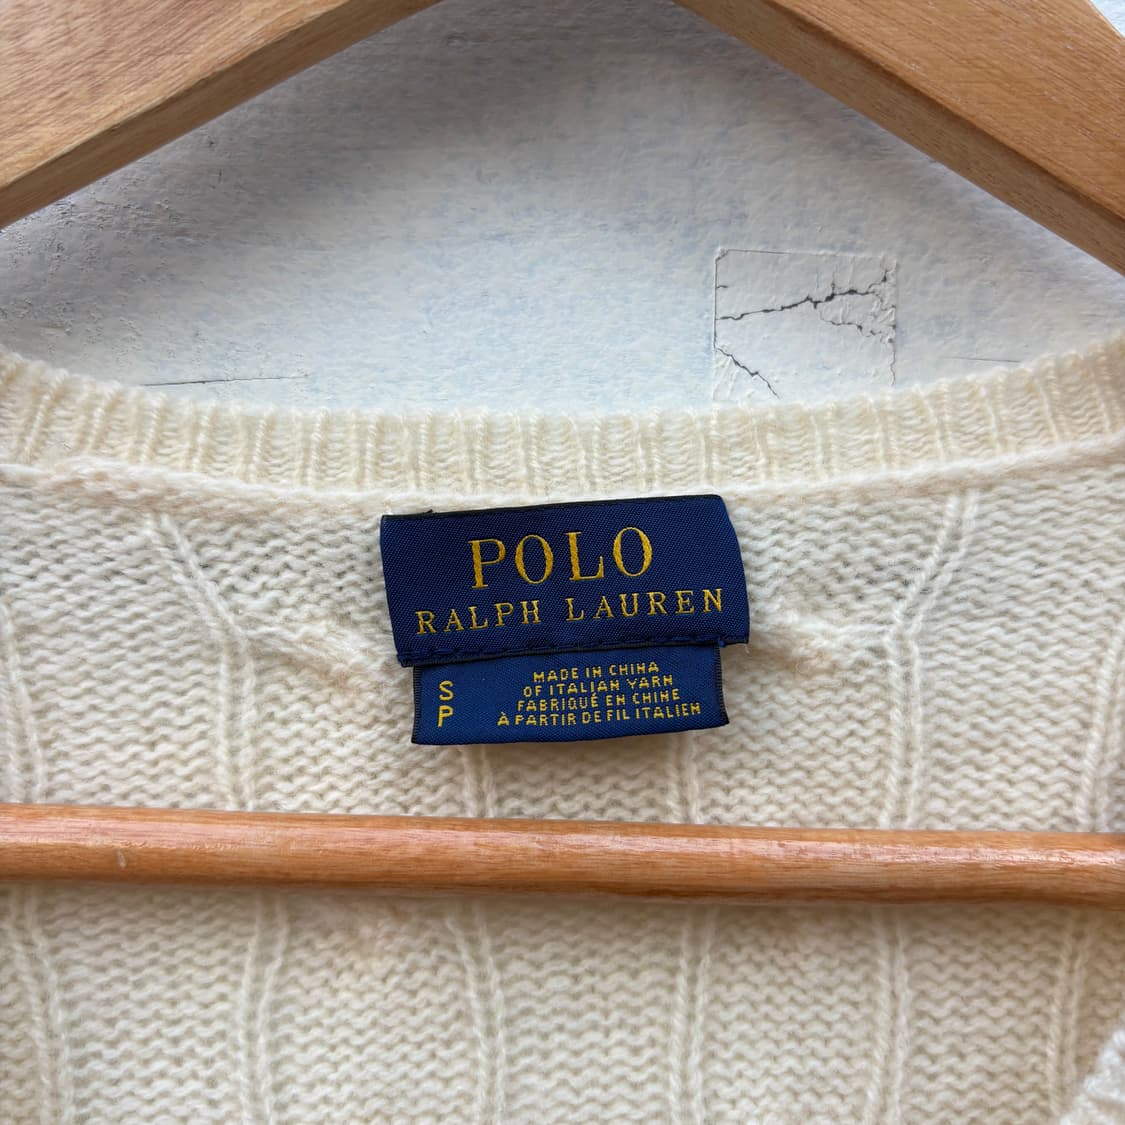 POLO
RALPH LAUREN
S
P
MADE IN CHINA
OF ITALIAN YARN
FABRIQUÉ EN CHINE
À PARTIR DE FIL ITALIEN